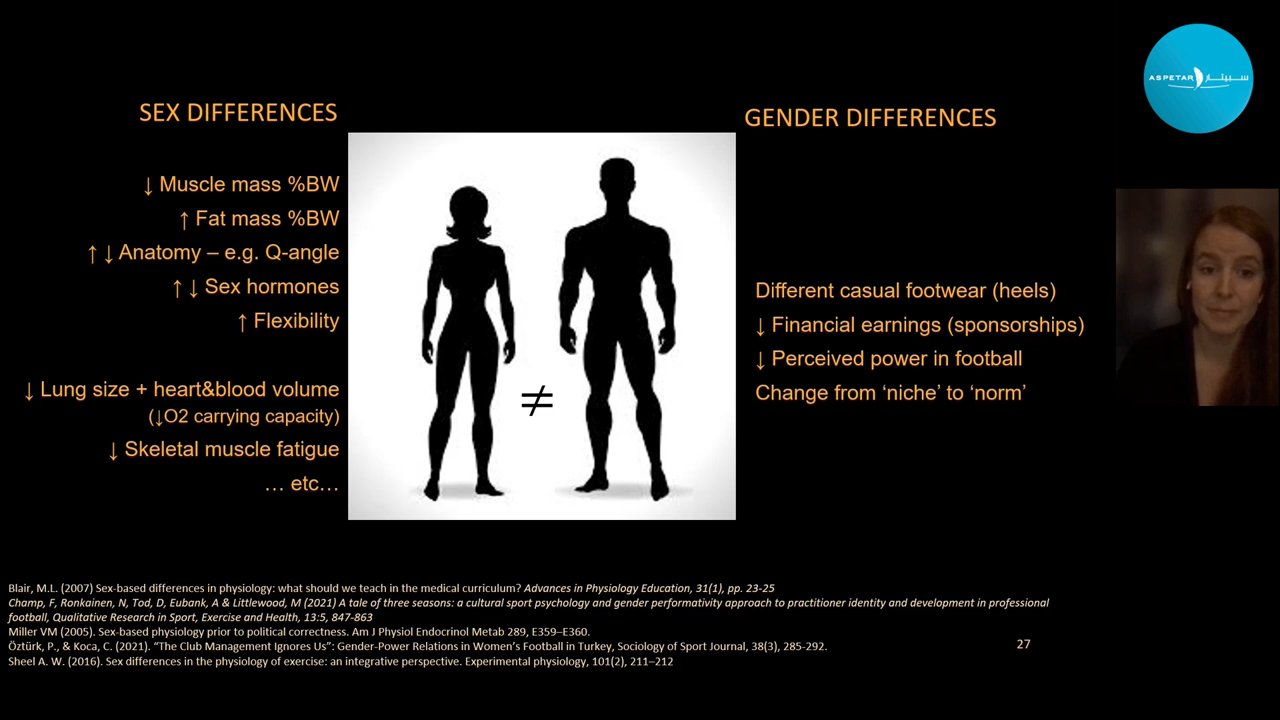 ASPETAR سبيتار
SEX DIFFERENCES
↓ Muscle mass %BW
↑ Fat mass %BW
↑ ↓ Anatomy – e.g. Q-angle
↑ ↓ Sex hormones
↑ Flexibility
↓ Lung size + heart&blood volume
(↓O2 carrying capacity)
↓ Skeletal muscle fatigue
… etc…
≠
GENDER DIFFERENCES
Different casual footwear (heels)
↓ Financial earnings (sponsorships)
↓ Perceived power in football
Change from ‘niche’ to ‘norm’
Blair, M.L. (2007) Sex-based differences in physiology: what should we teach in the medical curriculum? Advances in Physiology Education, 31(1), pp. 23-25
Champ, F, Ronkainen, N, Tod, D, Eubank, A & Littlewood, M (2021) A tale of three seasons: a cultural sport psychology and gender performativity approach to practitioner identity and development in professional
football, Qualitative Research in Sport, Exercise and Health, 13:5, 847-863
Miller VM (2005). Sex-based physiology prior to political correctness. Am J Physiol Endocrinol Metab 289, E359–E360.
Öztürk, P., & Koca, C. (2021). “The Club Management Ignores Us”: Gender-Power Relations in Women’s Football in Turkey, Sociology of Sport Journal, 38(3), 285-292.
Sheel A. W. (2016). Sex differences in the physiology of exercise: an integrative perspective. Experimental physiology, 101(2), 211–212
27